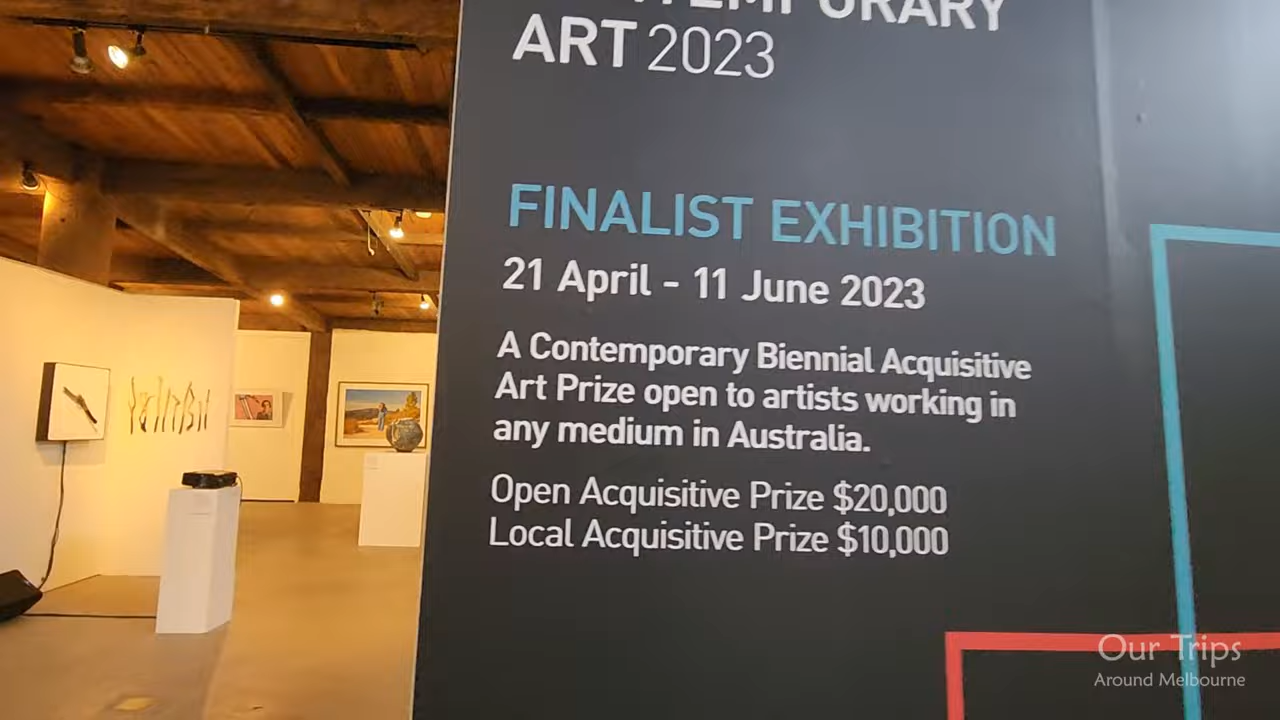 ART 2023
FINALIST EXHIBITION
21 April - 11 June 2023
A Contemporary Biennial Acquisitive
Art Prize open to artists working in
any medium in Australia.
Open Acquisitive Prize $20,000
Local Acquisitive Prize $10,000
Our Trips
Around Melbourne